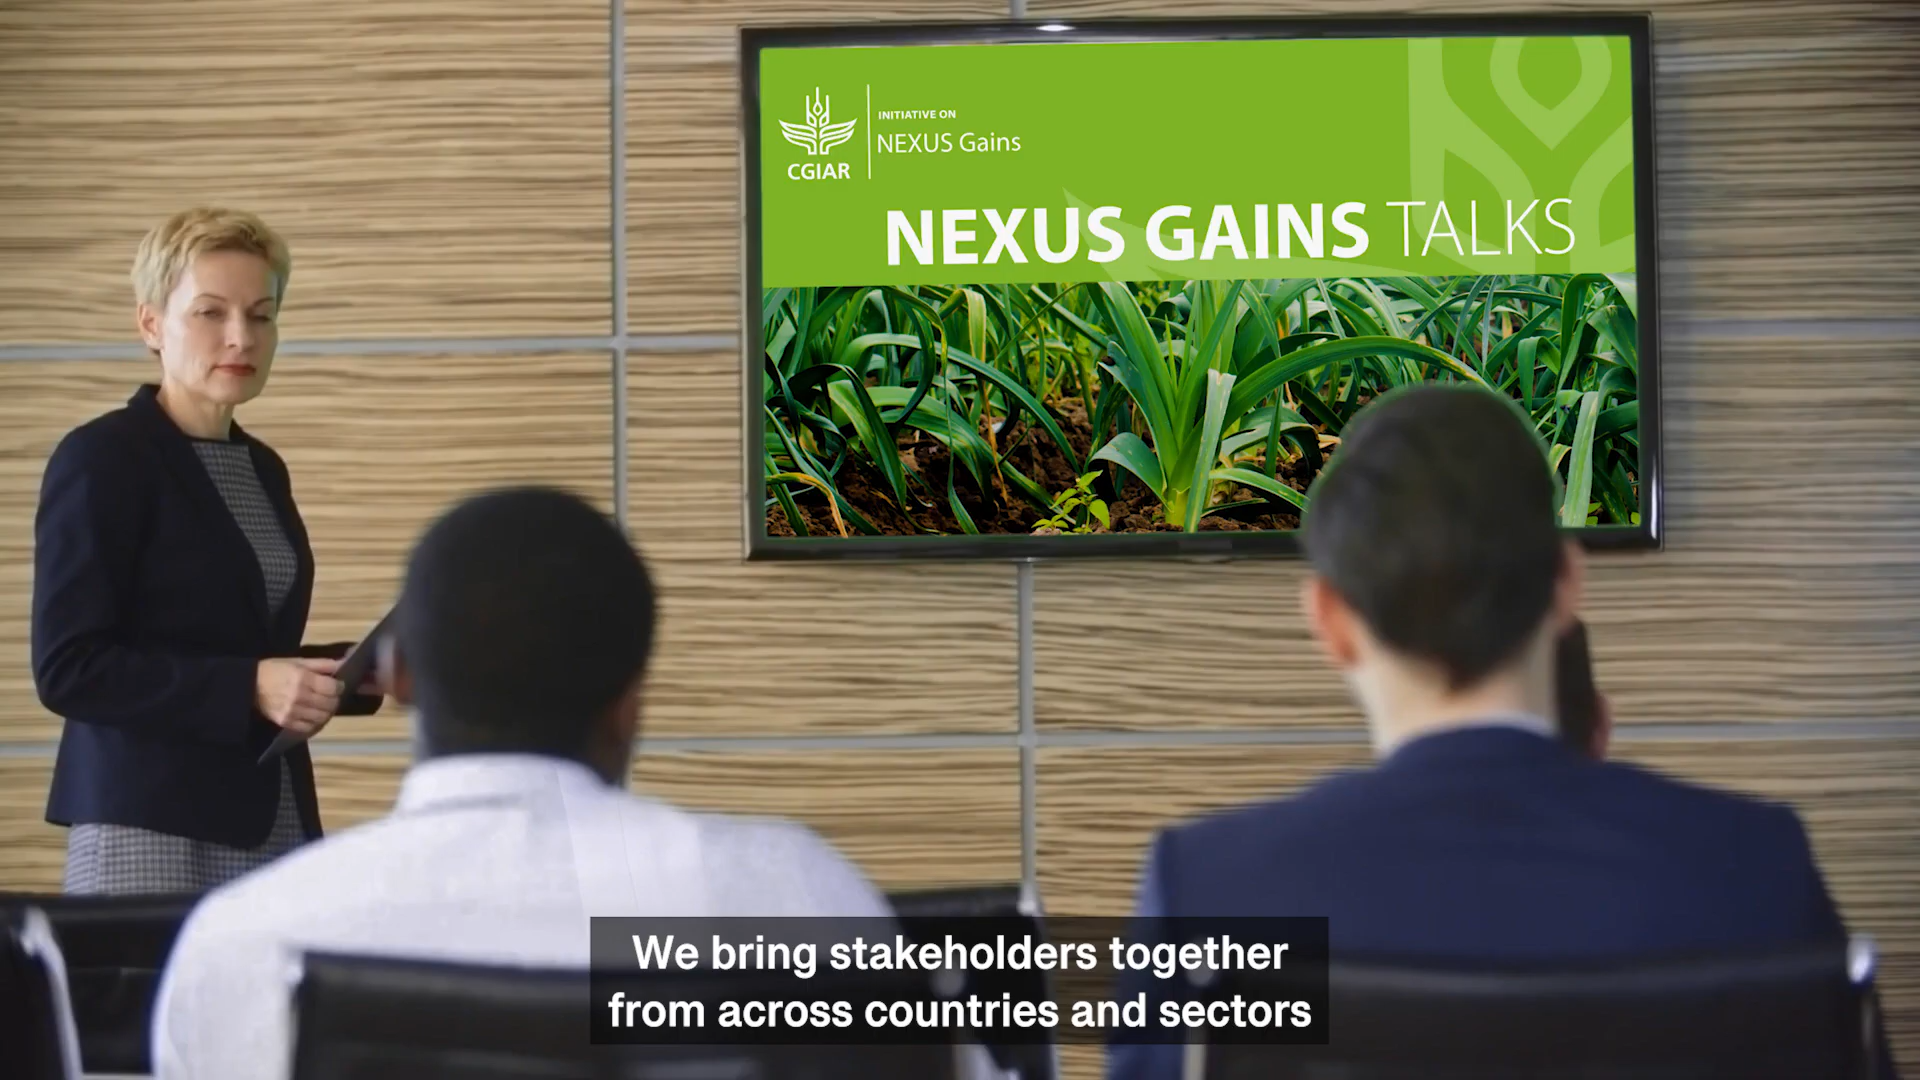 INITIATIVE ON
NEXUS Gains
CGIAR
NEXUS GAINS TALKS
We bring stakeholders together
from across countries and sectors